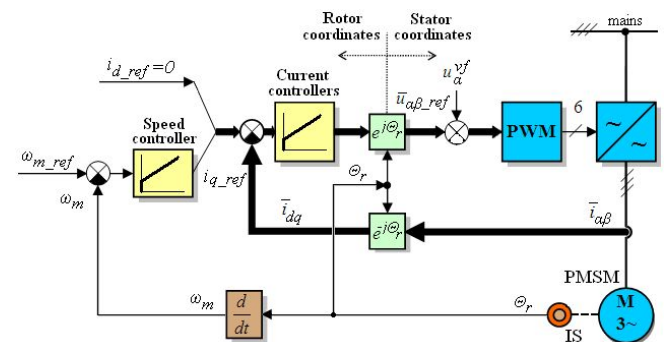 Rotor
coordinates
Stator
coordinates
mains
i_d_ref=0
Current
controllers
u_α^vf
ū_αβ_ref
6
Speed
controller
e^jΘr
PWM
~
~
ω_m_ref
i_q_ref
Θ_r
ω_m
ī_dq
e^-jΘr
ī_αβ
PMSM
ω_m
d
dt
Θ_r
M
3~
IS